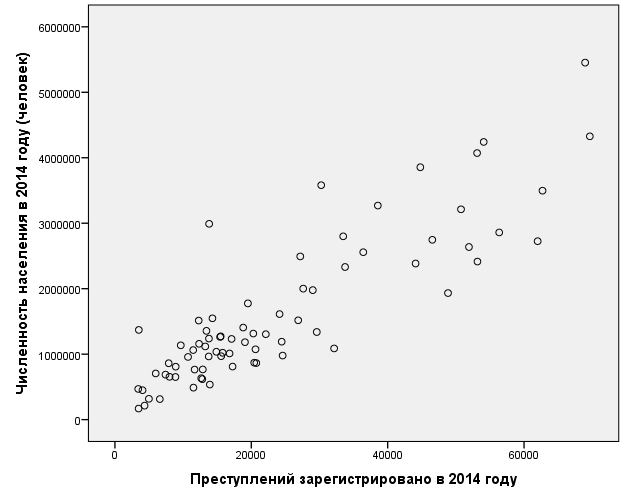 Численность населения в 2014 году (человек)
6000000
5000000
4000000
3000000
2000000
1000000
0
0 20000 40000 60000
Преступлений зарегистрировано в 2014 году